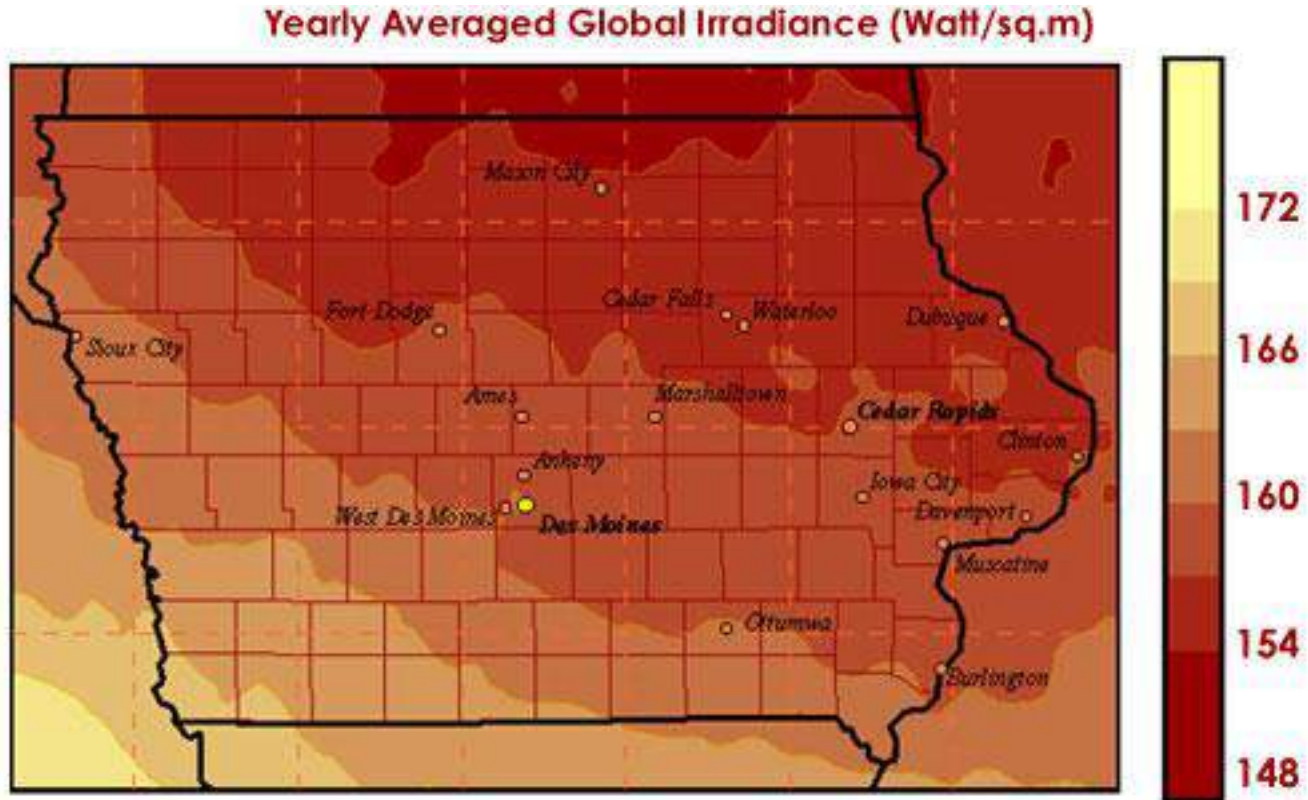 Yearly Averaged Global Irradiance (Watt/sq.m)
Mason City
Cedar Falls
Waterloo
Fort Dodge
Dubuque
Sioux City
Ames
Marshalltown
Cedar Rapids
Clinton
Ankeny
Iowa City
West Des Moines
Des Moines
Davenport
Muscatine
Ottumwa
Burlington
172
166
160
154
148